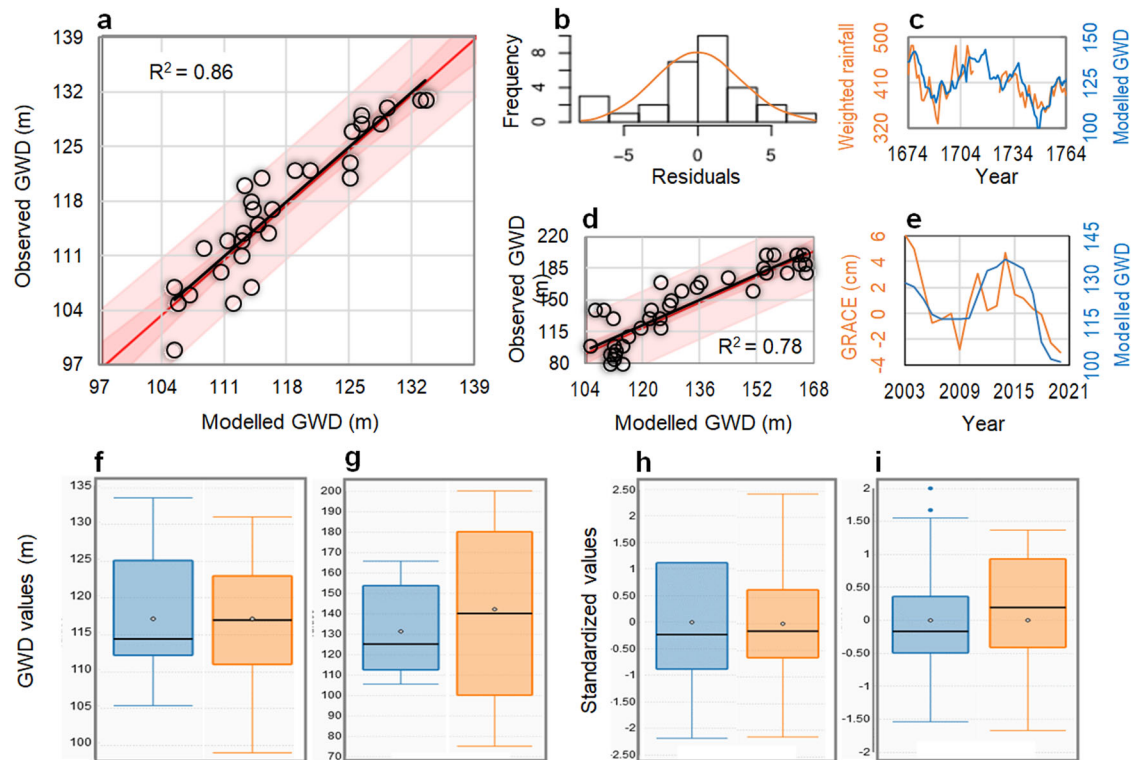 a
Observed GWD (m)
139
132
125
118
111
104
97
R² = 0.86
97 104 111 118 125 132 139
Modelled GWD (m)
b
Frequency
8
4
0
−5 0 5
Residuals
c
Weighted rainfall
500
410
320
150
125
100
Modelled GWD
1674 1704 1734 1764
Year
d
Observed GWD
(m)
220
185
150
115
80
R² = 0.78
104 120 136 152 168
Modelled GWD (m)
e
GRACE (cm)
6
4
2
0
-2
-4
145
130
115
100
Modelled GWD
2003 2009 2015 2021
Year
f
GWD values (m)
135
130
125
120
115
110
105
100
g
200
190
180
170
160
150
140
130
120
110
100
90
80
70
h
Standardized values
2.50
2
1.50
1
0.50
0
-0.50
-1
-1.50
-2
-2.50
i
2
1.50
1
0.50
0
-0.50
-1
-1.50
-2